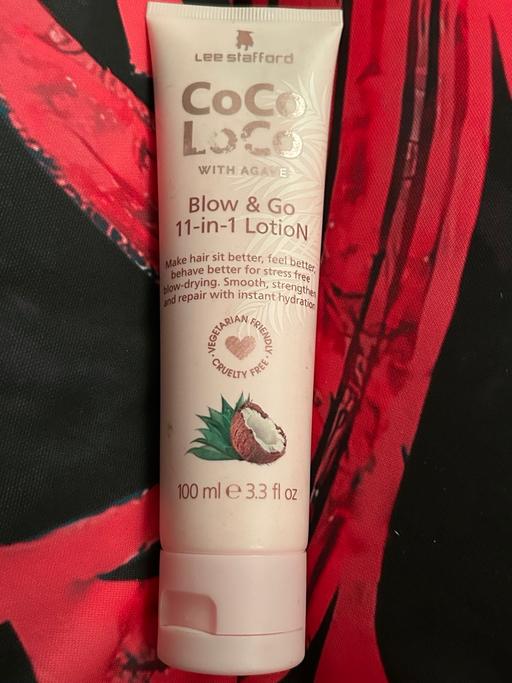 Lee Stafford
CoCo
LoCo
WITH AGAVE
Blow & Go
11-in-1 LotioN
Make hair sit better, feel better,
behave better for stress free
blow-drying. Smooth, strengthen
and repair with instant hydration
VEGETARIAN FRIENDLY
• CRUELTY FREE •
100 ml ℮ 3.3 fl oz